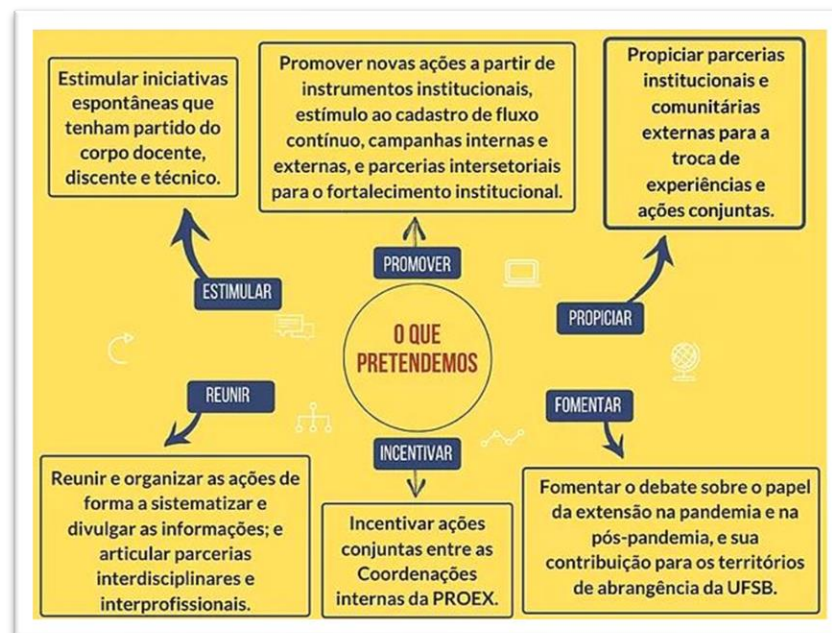 Estimular iniciativas
espontâneas que
tenham partido do
corpo docente,
discente e técnico.
Promover novas ações a partir de
instrumentos institucionais,
estímulo ao cadastro de fluxo
contínuo, campanhas internas e
externas, e parcerias intersetoriais
para o fortalecimento institucional.
Propiciar parcerias
institucionais e
comunitárias
externas para a
troca de
experiências e
ações conjuntas.
ESTIMULAR
PROMOVER
PROPICIAR
O QUE
PRETENDEMOS
REUNIR
INCENTIVAR
FOMENTAR
Reunir e organizar as ações de
forma a sistematizar e
divulgar as informações; e
articular parcerias
interdisciplinares e
interprofissionais.
Incentivar ações
conjuntas entre as
Coordenações
internas da PROEX.
Fomentar o debate sobre o papel
da extensão na pandemia e na
pós-pandemia, e sua
contribuição para os territórios
de abrangência da UFSB.